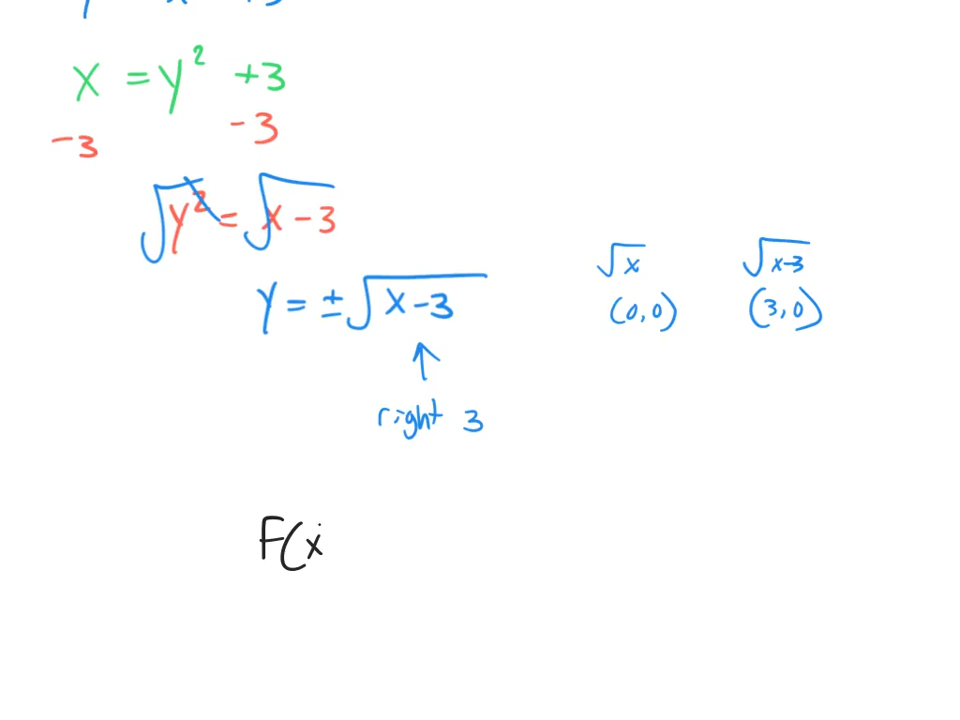 x = y² +3
-3 -3
√y² = √x-3
y = ±√x-3
√x √x-3
(0,0) (3,0)
↑
right 3
F(x